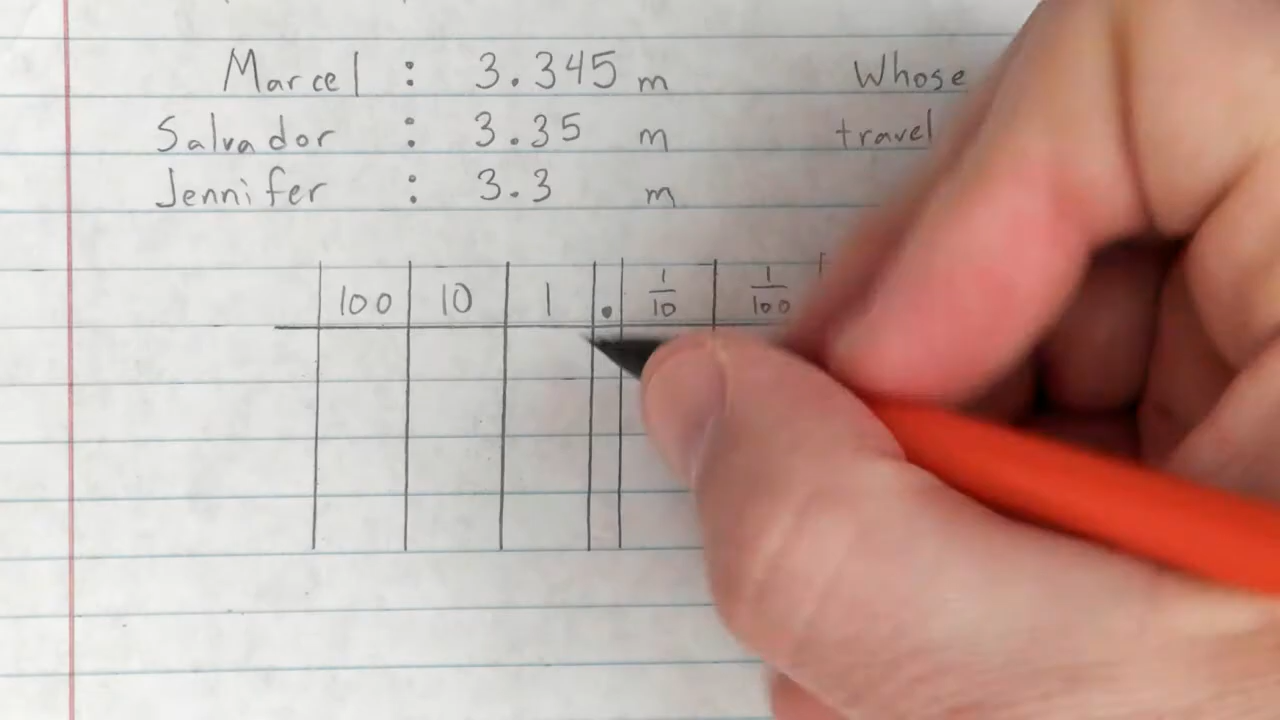 Marcel : 3.345 m Whose
Salvador : 3.35 m travel
Jennifer : 3.3 m
100 10 1 . 1/10 1/100